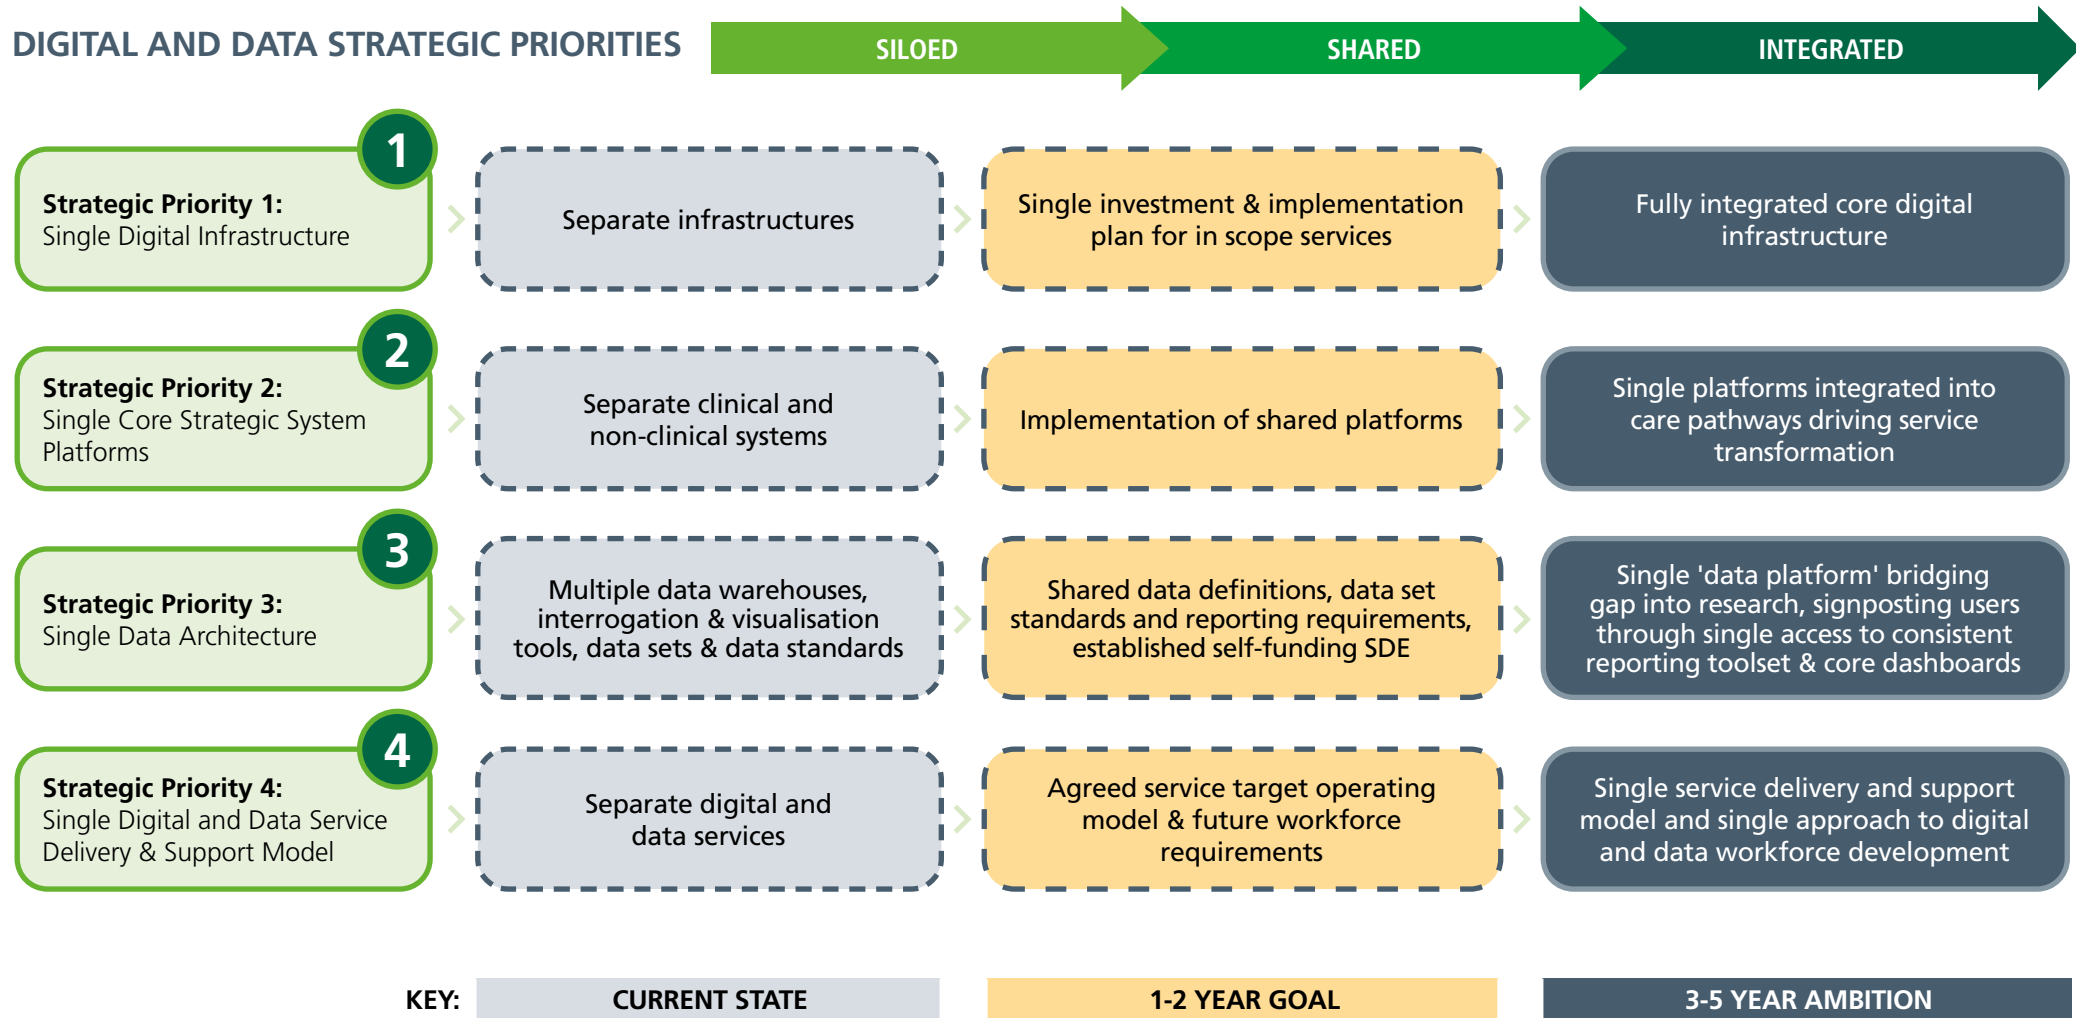 DIGITAL AND DATA STRATEGIC PRIORITIES
SILOED
SHARED
INTEGRATED
1
Strategic Priority 1:
Single Digital Infrastructure
Separate infrastructures
Single investment & implementation
plan for in scope services
Fully integrated core digital
infrastructure
2
Strategic Priority 2:
Single Core Strategic System
Platforms
Separate clinical and
non-clinical systems
Implementation of shared platforms
Single platforms integrated into
care pathways driving service
transformation
3
Strategic Priority 3:
Single Data Architecture
Multiple data warehouses,
interrogation & visualisation
tools, data sets & data standards
Shared data definitions, data set
standards and reporting requirements,
established self-funding SDE
Single 'data platform' bridging
gap into research, signposting users
through single access to consistent
reporting toolset & core dashboards
4
Strategic Priority 4:
Single Digital and Data Service
Delivery & Support Model
Separate digital and
data services
Agreed service target operating
model & future workforce
requirements
Single service delivery and support
model and single approach to digital
and data workforce development
KEY:
CURRENT STATE
1-2 YEAR GOAL
3-5 YEAR AMBITION